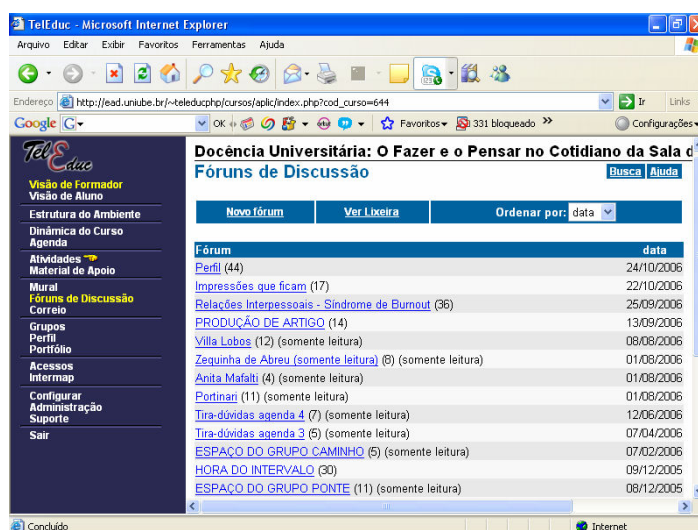 TelEduc - Microsoft Internet Explorer
Arquivo Editar Exibir Favoritos Ferramentas Ajuda
Endereço http://ead.uniube.br/~teleducphp/cursos/aplic/index.php?cod_curso=644 Ir Links
Google G OK 331 bloqueado Favoritos Configurações
TelEduc
Docência Universitária: O Fazer e o Pensar no Cotidiano da Sala d
Fóruns de Discussão Busca Ajuda
Visão de Formador
Visão de Aluno
Estrutura do Ambiente
Dinâmica do Curso
Agenda
Atividades
Material de Apoio
Mural
Fóruns de Discussão
Correio
Grupos
Perfil
Portfólio
Acessos
Intermap
Configurar
Administração
Suporte
Sair
Novo fórum Ver Lixeira Ordenar por: data
Fórum data
Perfil (44) 24/10/2006
Impressões que ficam (17) 22/10/2006
Relações Interpessoais - Síndrome de Burnout (36) 25/09/2006
PRODUÇÃO DE ARTIGO (14) 13/09/2006
Villa Lobos (12) (somente leitura) 08/08/2006
Zequinha de Abreu (somente leitura) (8) (somente leitura) 01/08/2006
Anita Mafalti (4) (somente leitura) 01/08/2006
Portinari (11) (somente leitura) 01/08/2006
Tira-dúvidas agenda 4 (7) (somente leitura) 12/06/2006
Tira-dúvidas agenda 3 (5) (somente leitura) 07/04/2006
ESPAÇO DO GRUPO CAMINHO (5) (somente leitura) 07/02/2006
HORA DO INTERVALO (30) 09/12/2005
ESPAÇO DO GRUPO PONTE (11) (somente leitura) 08/12/2005
Concluído Internet